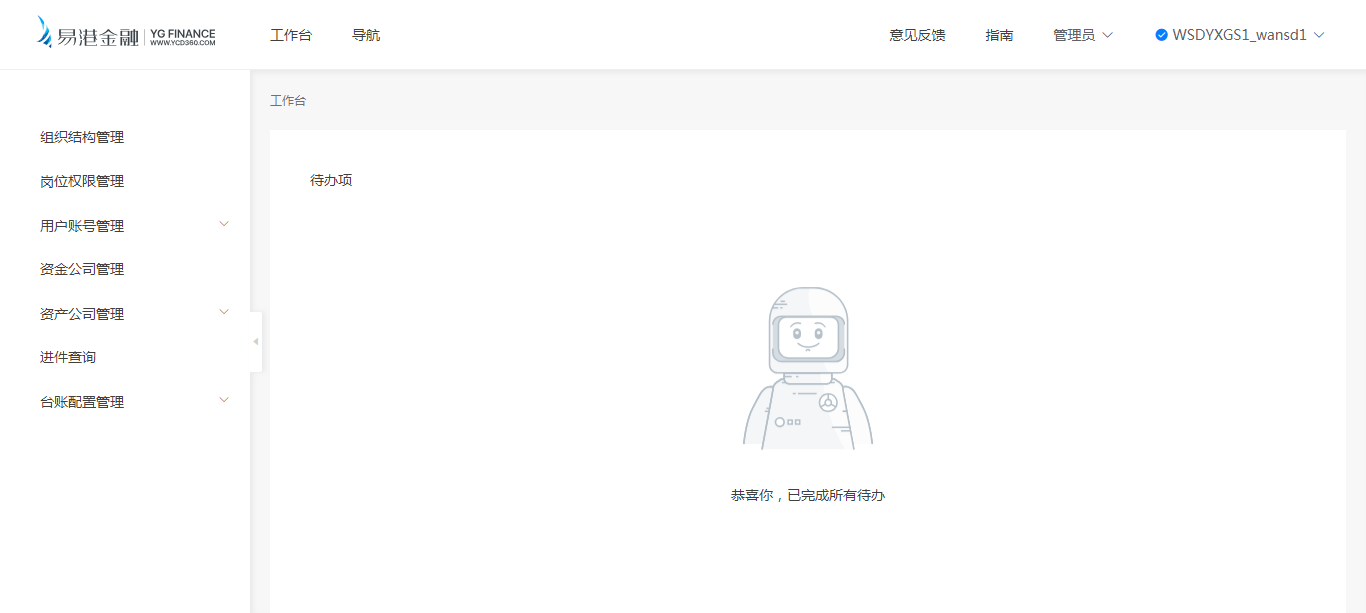 易港金融 YG FINANCE
WWW.YCD360.COM
工作台
导航
意见反馈
指南
管理员
WSDYXGS1_wansd1
组织结构管理
岗位权限管理
用户账号管理
资金公司管理
资产公司管理
进件查询
台账配置管理
工作台
待办项
恭喜你，已完成所有待办